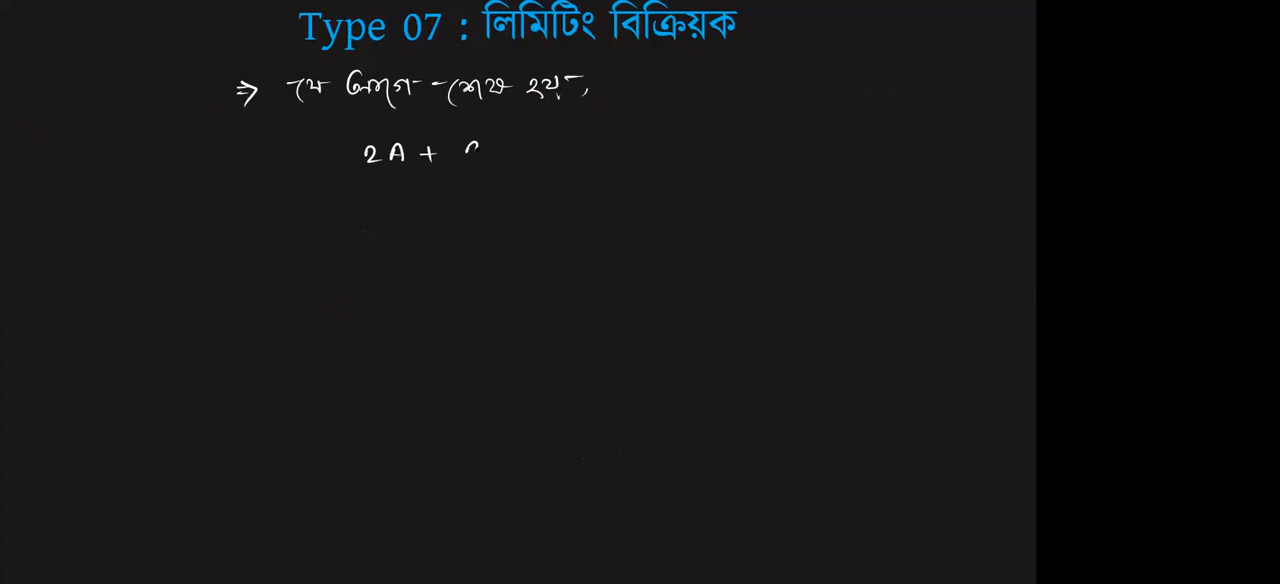 Type 07 : লিমিটিং বিক্রিয়ক
⇒ যে আগে শেষ হয়,
2A +